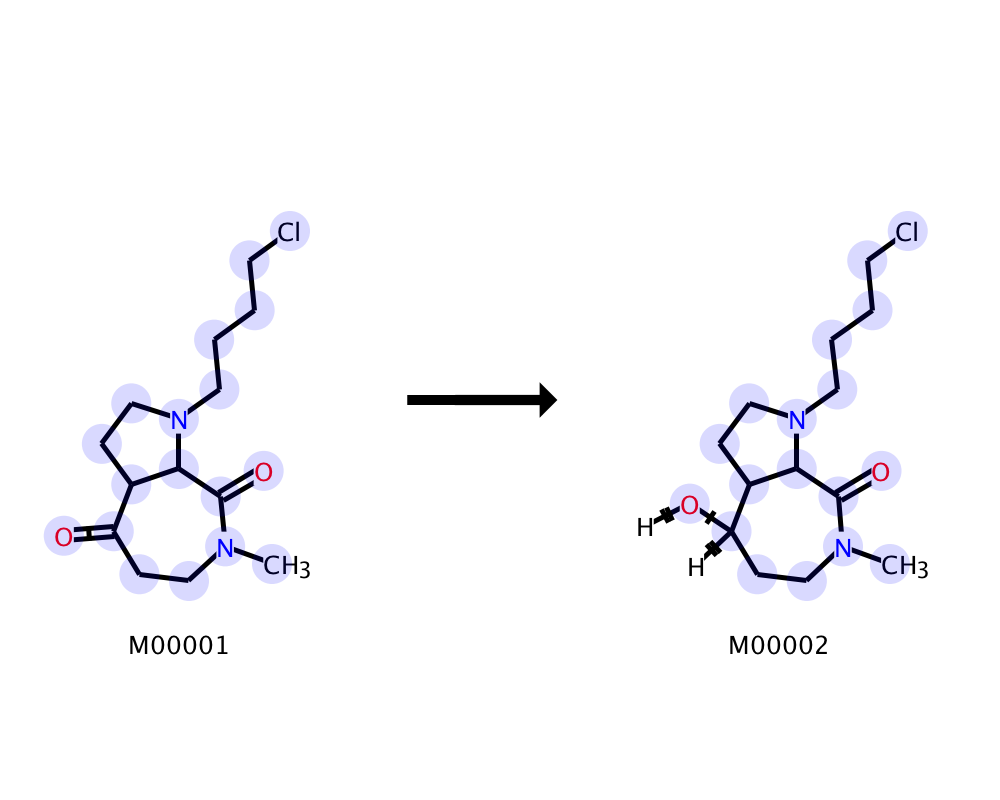 Cl Cl
N N
O O
O O
H
N CH3 N CH3
H
M00001 M00002